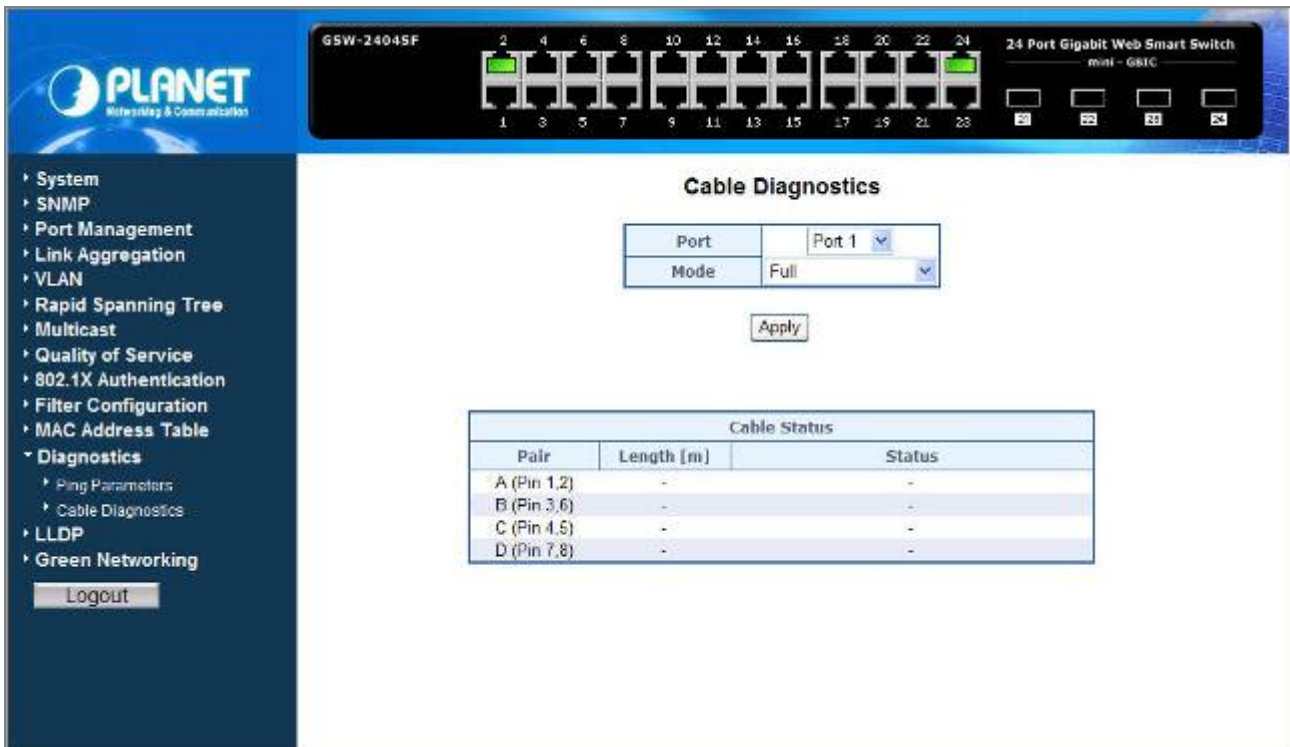 PLANET
Networking & Communication
GSW-2404SF
2 4 6 8 10 12 14 16 18 20 22 24
1 3 5 7 9 11 13 15 17 19 21 23
24 Port Gigabit Web Smart Switch
mini - GBIC
21 22 23 24
System
SNMP
Port Management
Link Aggregation
VLAN
Rapid Spanning Tree
Multicast
Quality of Service
802.1X Authentication
Filter Configuration
MAC Address Table
Diagnostics
Ping Parameters
Cable Diagnostics
LLDP
Green Networking
Logout
Cable Diagnostics
Port Port 1
Mode Full
Apply
Cable Status
Pair Length [m] Status
A (Pin 1,2) - -
B (Pin 3,6) - -
C (Pin 4,5) - -
D (Pin 7,8) - -